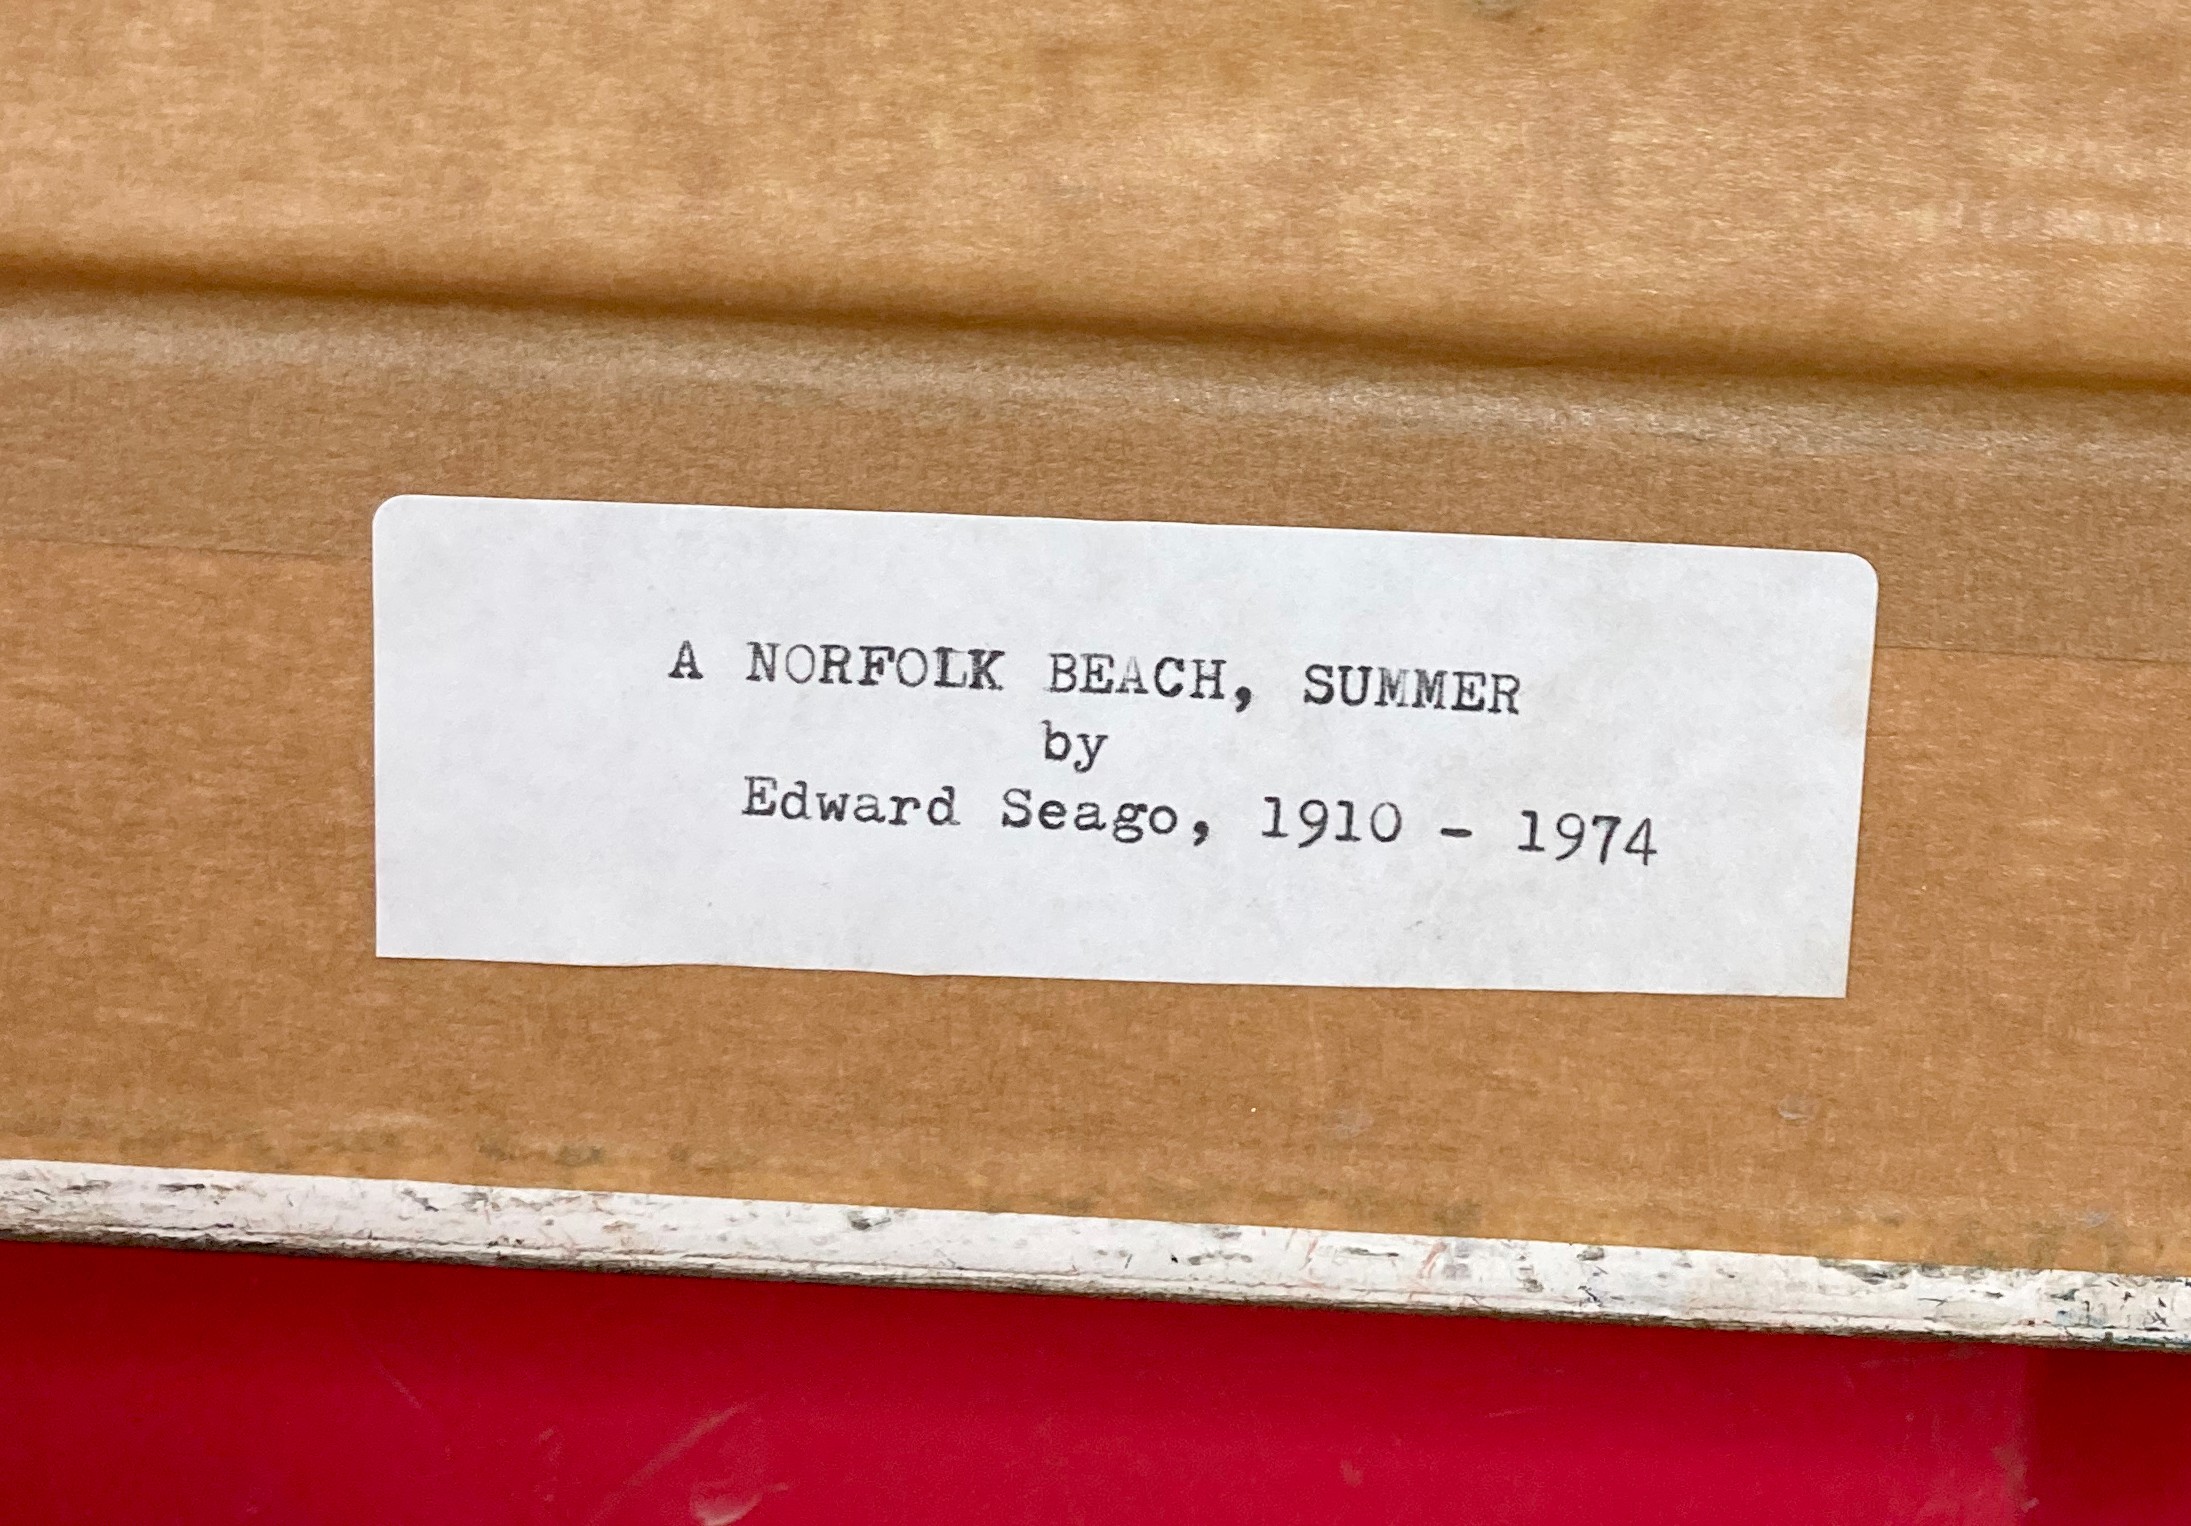 A NORFOLK BEACH, SUMMER
by
Edward Seago, 1910 - 1974